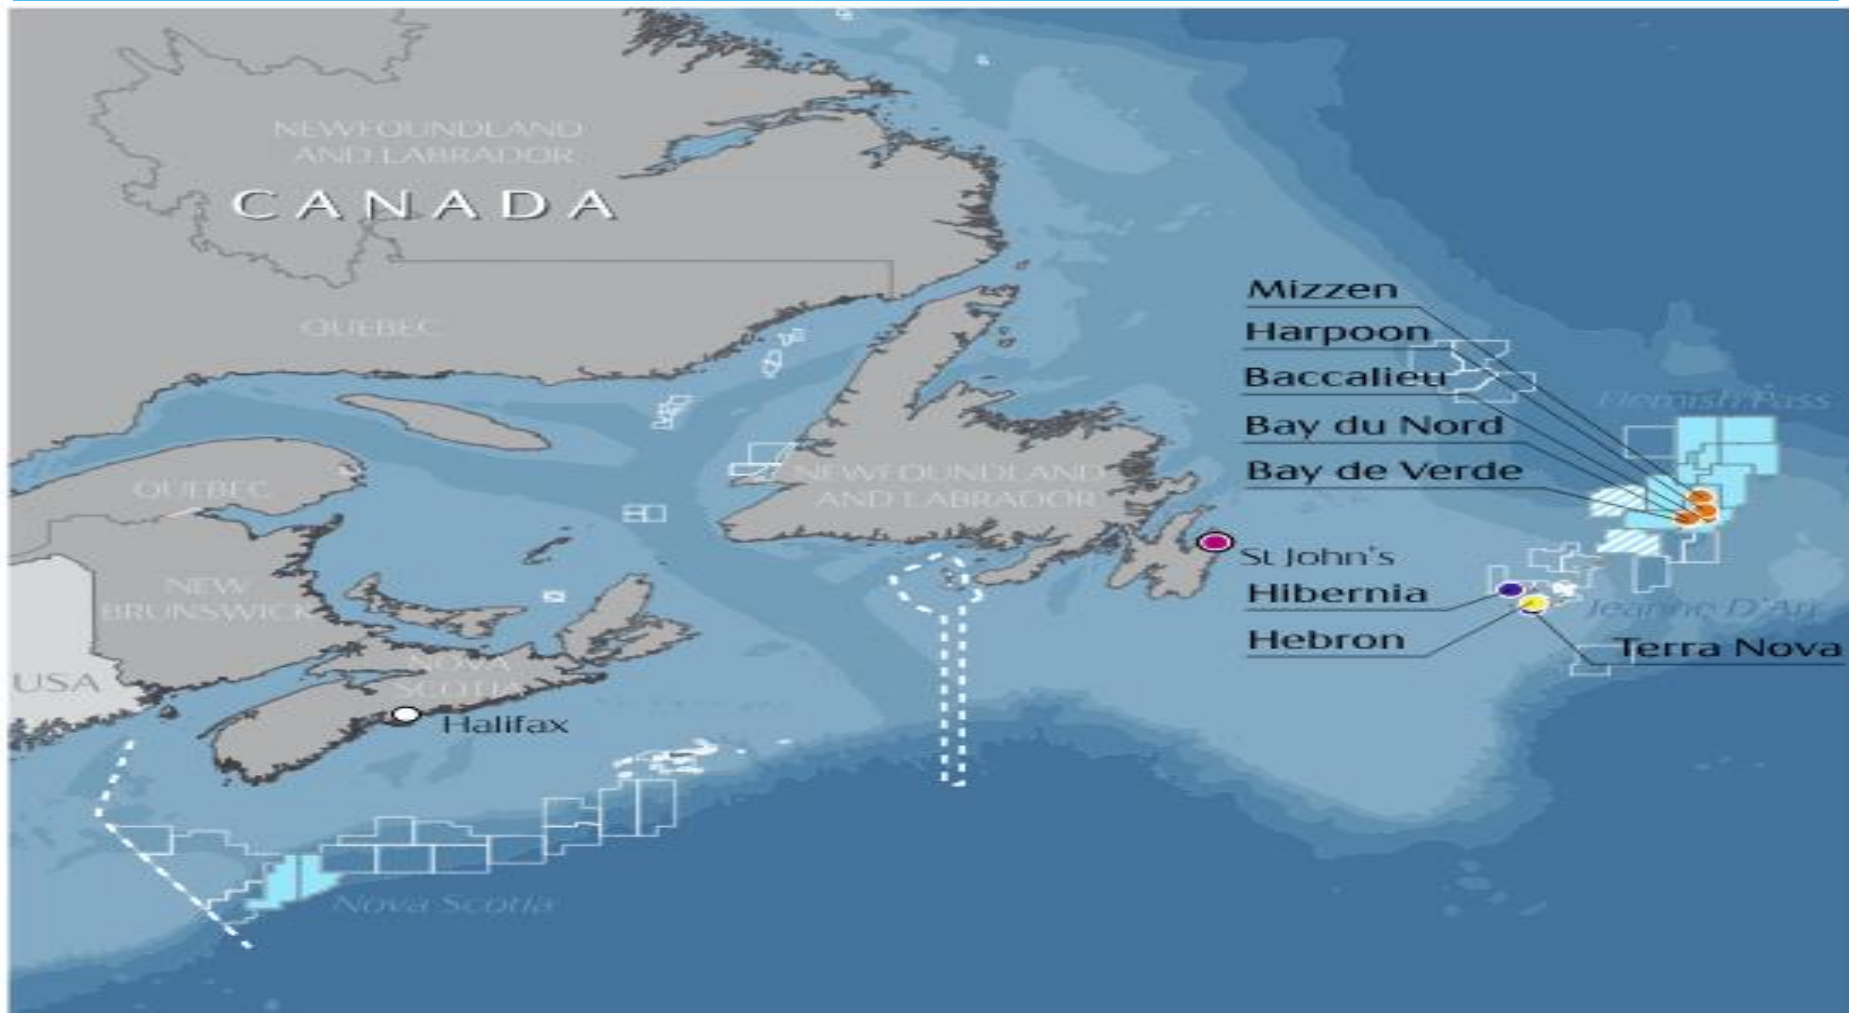 NEWFOUNDLAND
AND LABRADOR
CANADA
QUEBEC
Mizzen
Harpoon
Baccalieu
Bay du Nord
Bay de Verde
Flemish Pass
QUEBEC
NEWFOUNDLAND
AND LABRADOR
St John's
NEW
BRUNSWICK
Hibernia
Jeanne D'Arc
Hebron
Terra Nova
NOVA
SCOTIA
USA
Halifax
Nova Scotia